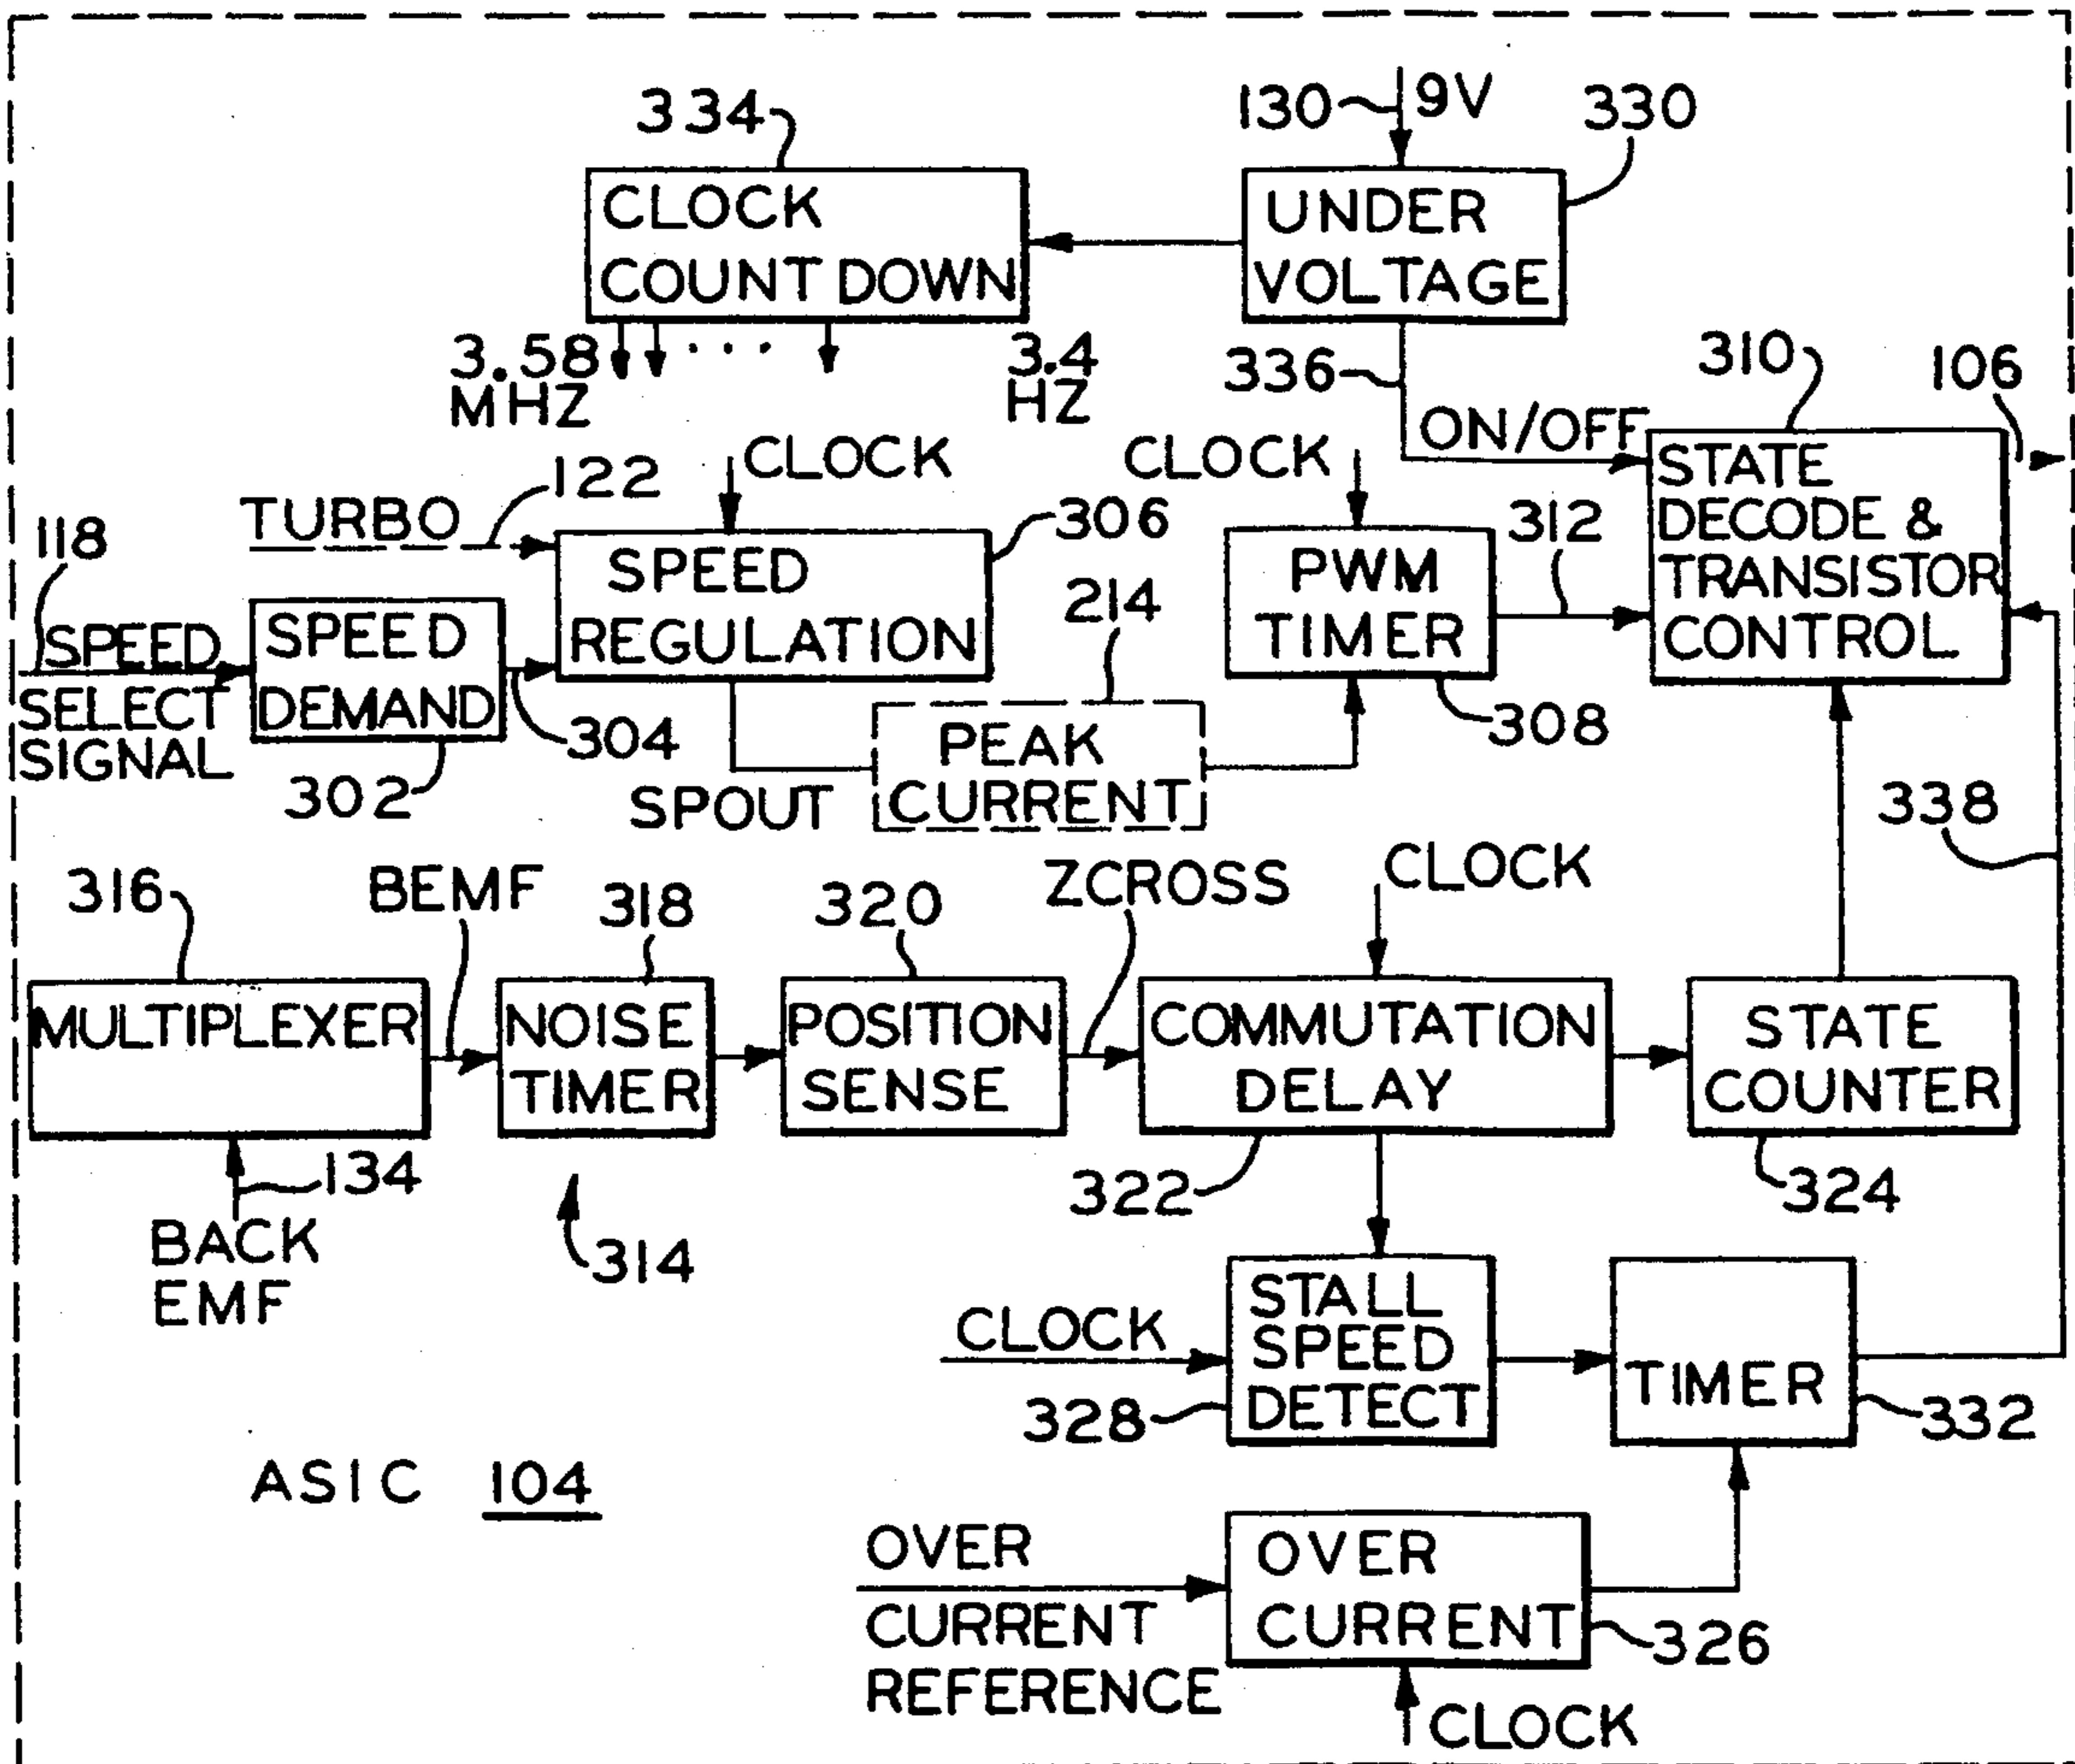 334
130
9V
330
CLOCK
COUNT DOWN
UNDER
VOLTAGE
3.58
MHZ
...
3.4
HZ
336
310
106
ON/OFF
CLOCK
CLOCK
TURBO
122
306
312
STATE
DECODE &
TRANSISTOR
CONTROL
118
SPEED
SELECT
SIGNAL
SPEED
DEMAND
302
304
SPEED
REGULATION
214
PWM
TIMER
308
PEAK
CURRENT
SPOUT
338
316
BEMF
318
320
ZCROSS
CLOCK
MULTIPLEXER
NOISE
TIMER
POSITION
SENSE
COMMUTATION
DELAY
STATE
COUNTER
134
BACK
EMF
314
322
324
CLOCK
STALL
SPEED
DETECT
328
TIMER
332
ASIC 104
OVER
CURRENT
REFERENCE
OVER
CURRENT
326
CLOCK